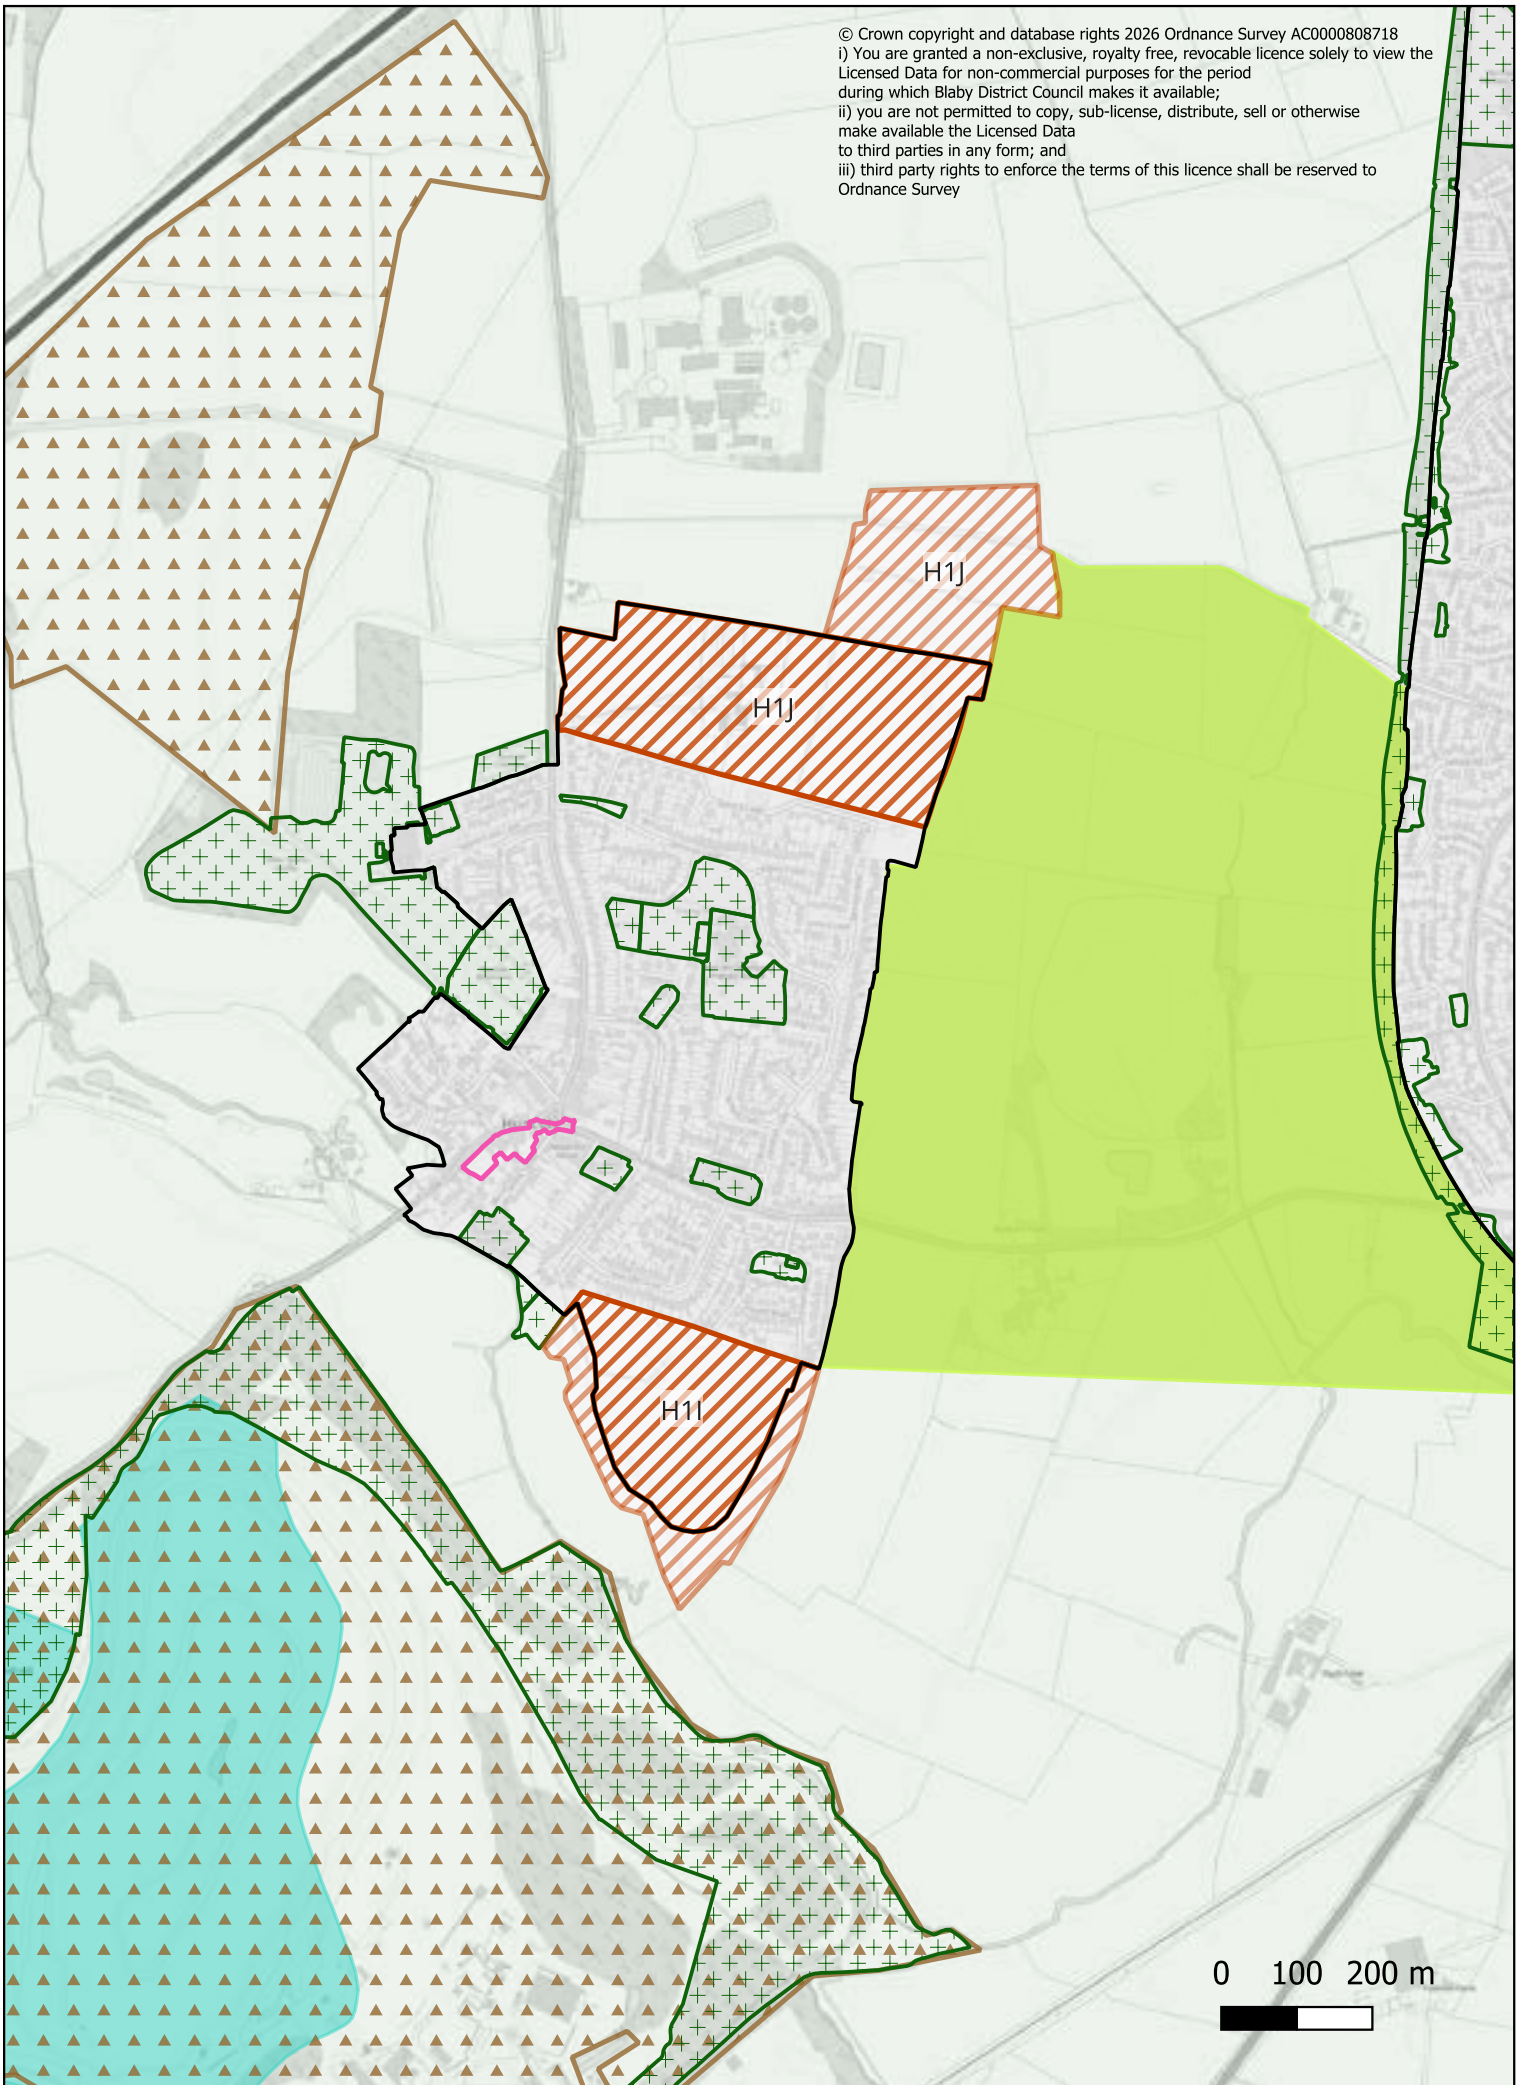 © Crown copyright and database rights 2026 Ordnance Survey AC0000808718
i) You are granted a non-exclusive, royalty free, revocable licence solely to view the
Licensed Data for non-commercial purposes for the period
during which Blaby District Council makes it available;
ii) you are not permitted to copy, sub-license, distribute, sell or otherwise
make available the Licensed Data
to third parties in any form; and
iii) third party rights to enforce the terms of this licence shall be reserved to
Ordnance Survey
H1J
H1J
H1I
0 100 200 m